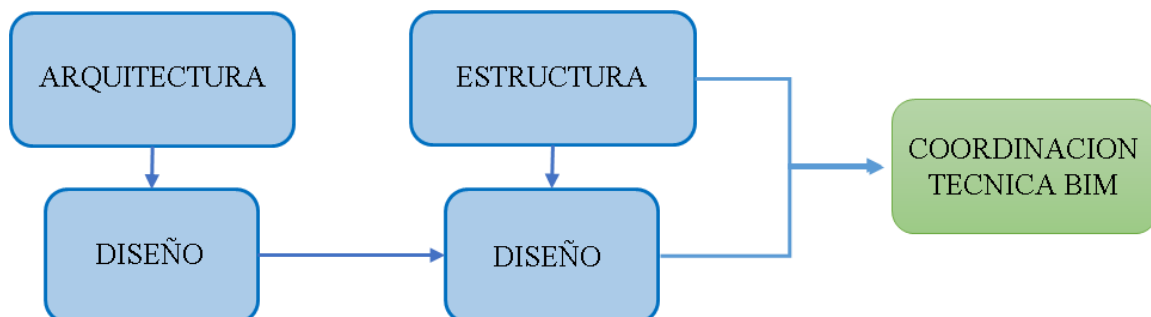 ARQUITECTURA
ESTRUCTURA
COORDINACION
TECNICA BIM
DISEÑO
DISEÑO